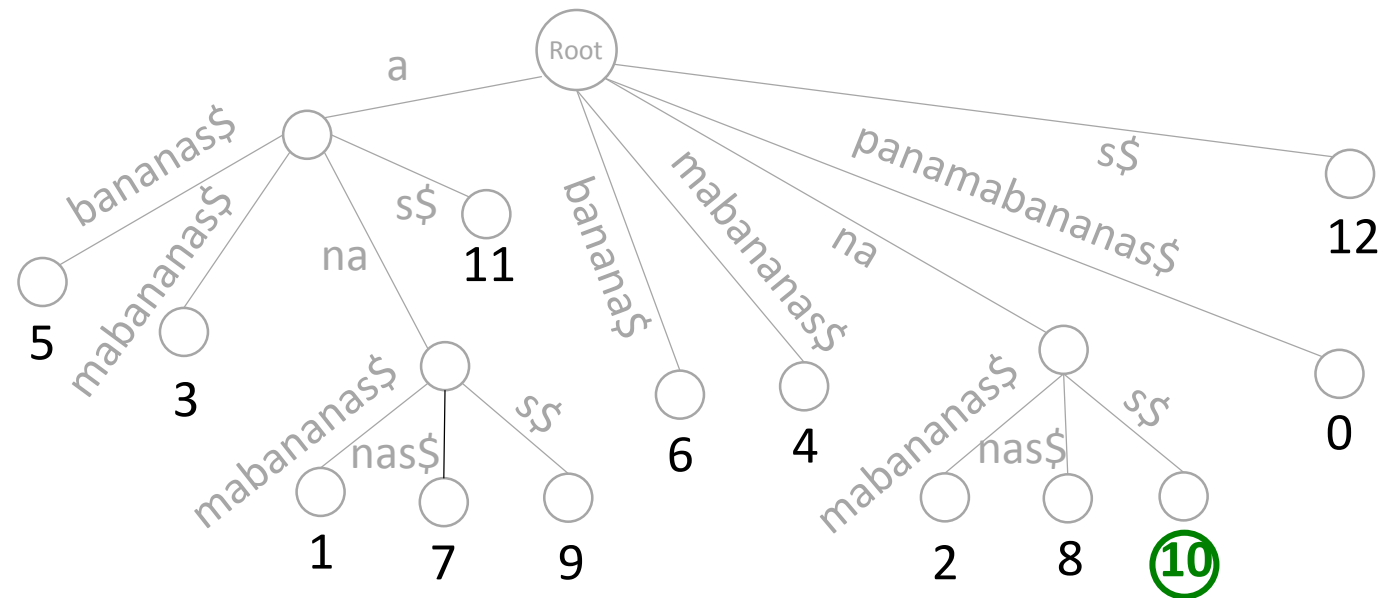 Root
a
bananas$
mabananas$
na
s$
banana$
mabananas$
na
panamabananas$
s$
5
3
11
12
mabananas$
nas$
s$
6
4
mabananas$
nas$
s$
0
1
7
9
2
8
10